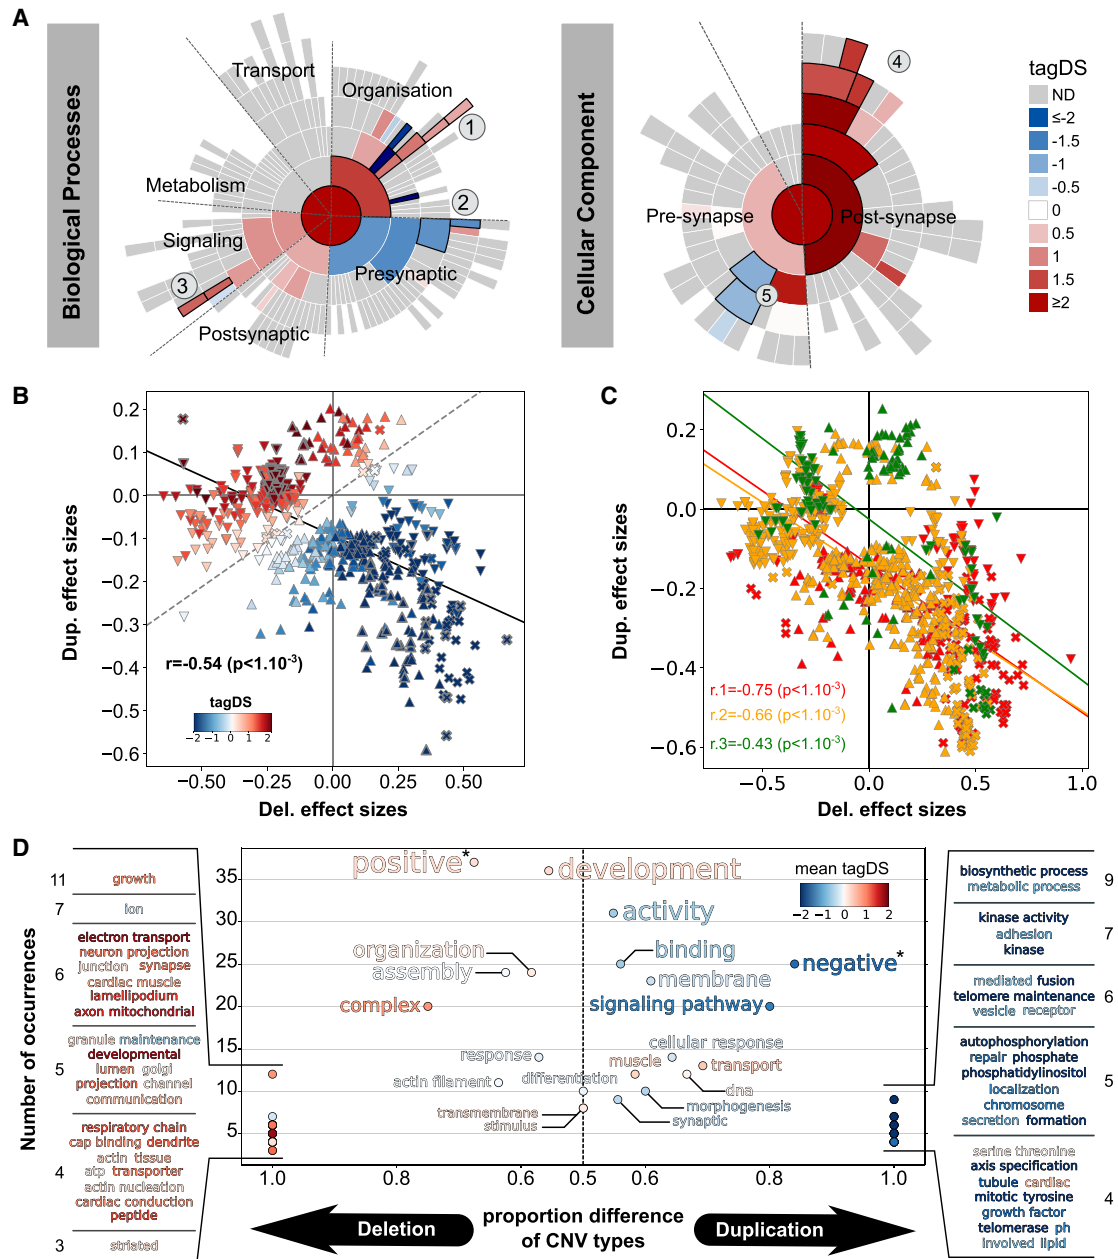 A
Biological Processes
Transport
Organisation
1
Metabolism
2
Signaling
Presynaptic
3
Postsynaptic
Cellular Component
4
Pre-synapse
Post-synapse
5
tagDS
ND
≤-2
-1.5
-1
-0.5
0
0.5
1
1.5
≥2
B
Dup. effect sizes
0.2
0.1
0.0
−0.1
−0.2
−0.3
−0.4
−0.5
−0.6
r=-0.54 (p<1.10⁻³)
tagDS
−2 −1 0 1 2
−0.50 −0.25 0.00 0.25 0.50
Del. effect sizes
C
Dup. effect sizes
0.2
0.0
−0.2
−0.4
−0.6
r.1=-0.75 (p<1.10⁻³)
r.2=-0.66 (p<1.10⁻³)
r.3=-0.43 (p<1.10⁻³)
−0.5 0.0 0.5 1.0
Del. effect sizes
D
Number of occurrences
11 growth
7 ion
electron transport
neuron projection
junction synapse
6 cardiac muscle
lamellipodium
axon mitochondrial
granule maintenance
developmental
5 lumen golgi
projection channel
communication
respiratory chain
cap binding dendrite
actin tissue
4 atp transporter
actin nucleation
cardiac conduction
peptide
3 striated
35
30
25
20
15
10
5
positive*
development
activity
organization
binding
assembly
negative*
membrane
complex
signaling pathway
response
cellular response
muscle
transport
actin filament
differentiation
dna
transmembrane
morphogenesis
stimulus
synaptic
mean tagDS
−2 −1 0 1 2
1.0 0.8 0.6 0.5 0.6 0.8 1.0
Deletion
proportion difference
of CNV types
Duplication
biosynthetic process 9
metabolic process
kinase activity
adhesion 7
kinase
mediated fusion
telomere maintenance 6
vesicle receptor
autophosphorylation
repair phosphate
phosphatidylinositol
localization 5
chromosome
secretion formation
serine threonine
axis specification
tubule cardiac
mitotic tyrosine 4
growth factor
telomerase ph
involved lipid